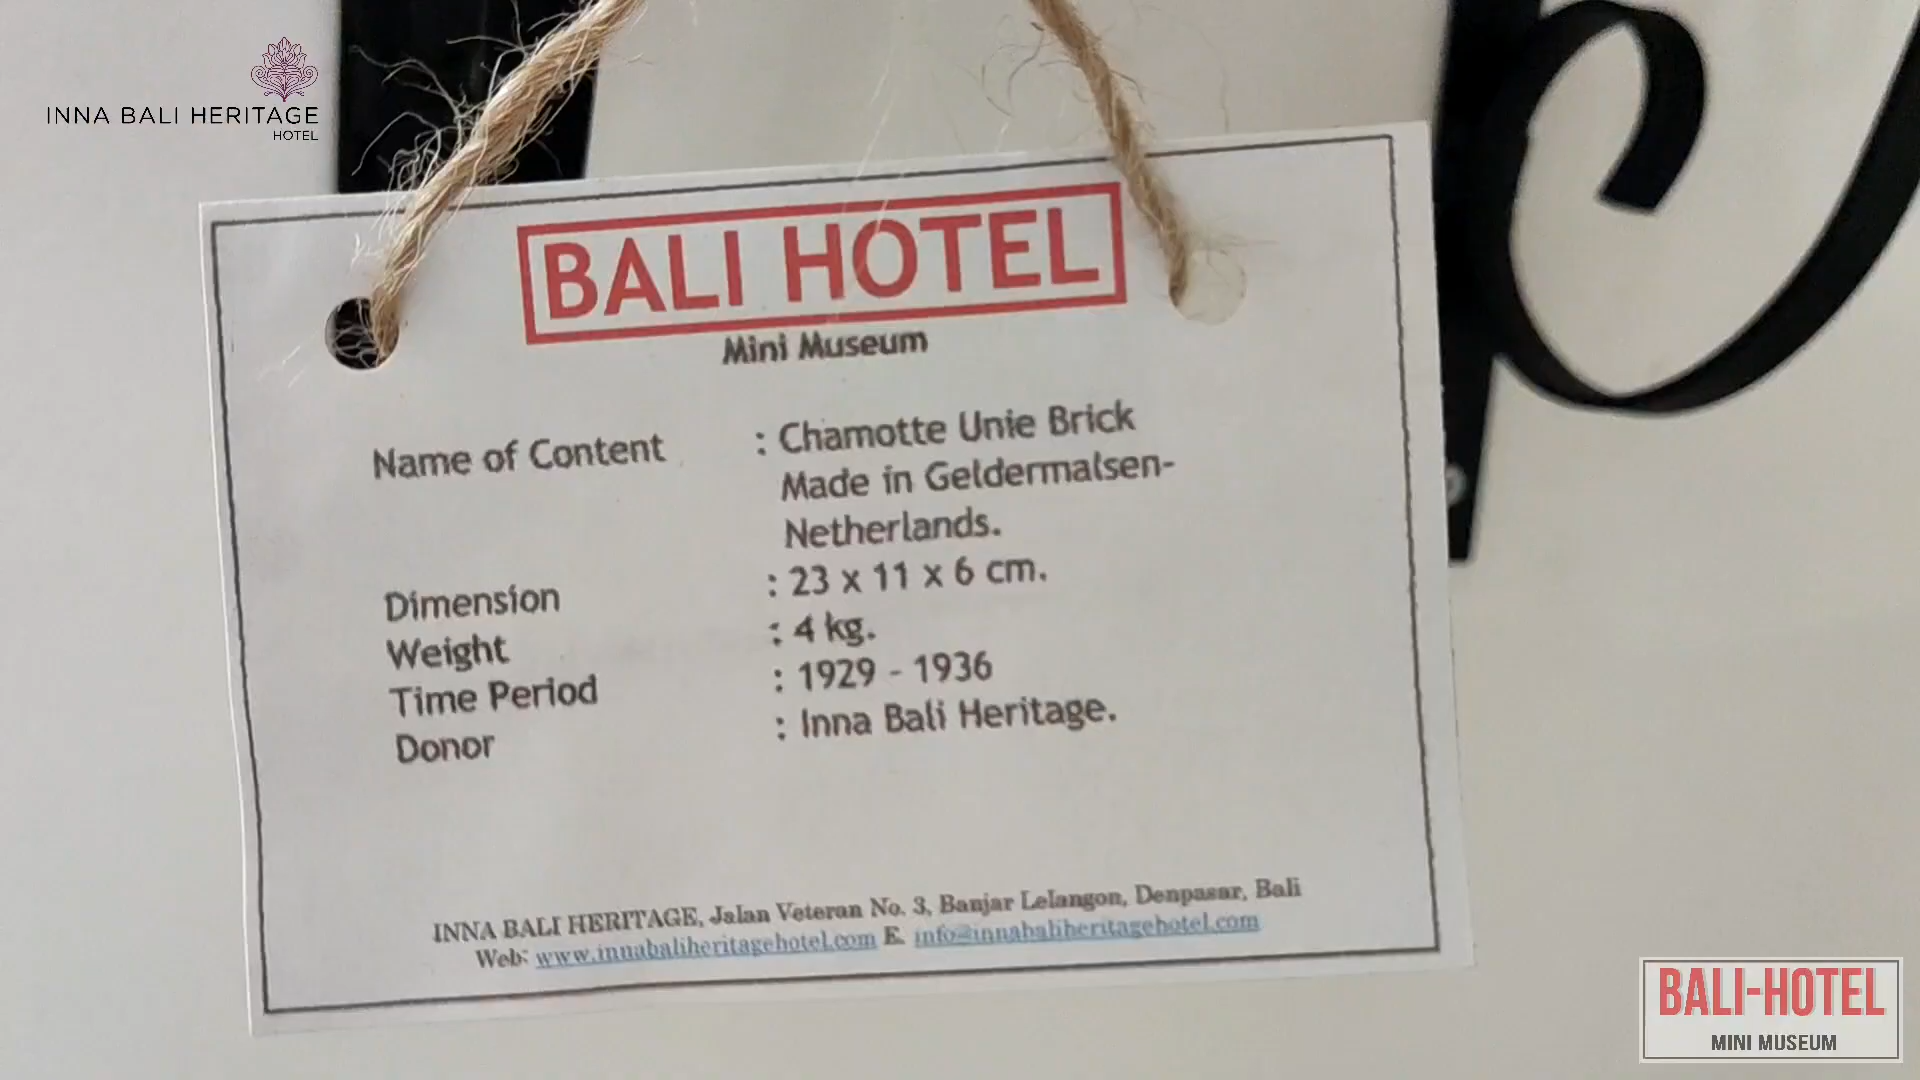 INNA BALI HERITAGE
HOTEL
BALI HOTEL
Mini Museum
Name of Content : Chamotte Unie Brick
Made in Geldermalsen-
Netherlands.
Dimension : 23 x 11 x 6 cm.
Weight : 4 kg.
Time Period : 1929 - 1936
Donor : Inna Bali Heritage.
INNA BALI HERITAGE, Jalan Veteran No. 3, Banjar Lelangon, Denpasar, Bali
Web: www.innabaliheritagehotel.com E. info@innabaliheritagehotel.com
BALI-HOTEL
MINI MUSEUM